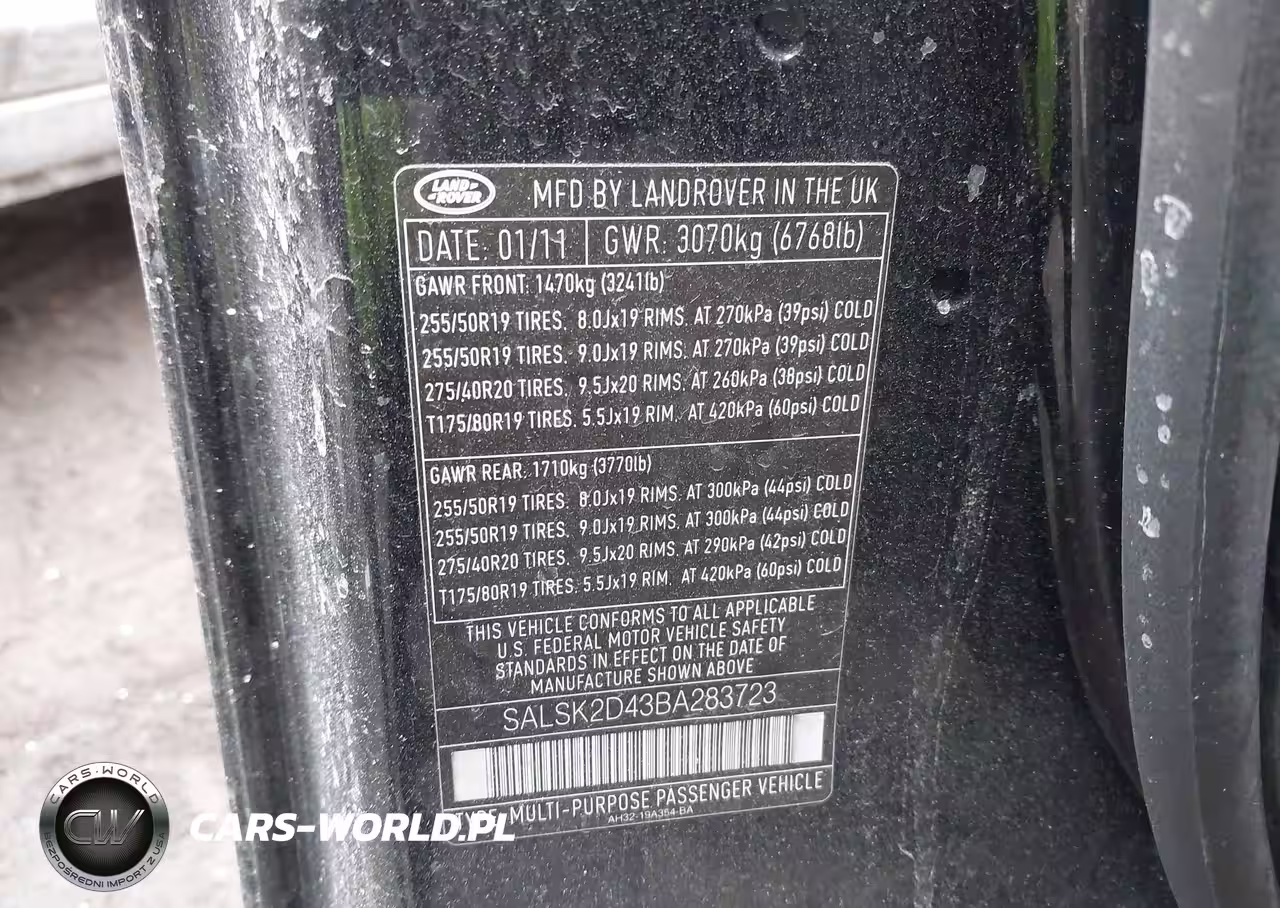 LAND ROVER
MFD BY LANDROVER IN THE UK
DATE: 01/11 GWR: 3070kg (6768lb)
GAWR FRONT: 1470kg (3241lb)
255/50R19 TIRES. 8.0Jx19 RIMS. AT 270kPa (39psi) COLD
255/50R19 TIRES. 9.0Jx19 RIMS. AT 270kPa (39psi) COLD
275/40R20 TIRES. 9.5Jx20 RIMS. AT 260kPa (38psi) COLD
T175/80R19 TIRES. 5.5Jx19 RIM. AT 420kPa (60psi) COLD
GAWR REAR: 1710kg (3770lb)
255/50R19 TIRES. 8.0Jx19 RIMS. AT 300kPa (44psi) COLD
255/50R19 TIRES. 9.0Jx19 RIMS. AT 300kPa (44psi) COLD
275/40R20 TIRES. 9.5Jx20 RIMS. AT 290kPa (42psi) COLD
T175/80R19 TIRES. 5.5Jx19 RIM. AT 420kPa (60psi) COLD
THIS VEHICLE CONFORMS TO ALL APPLICABLE
U.S. FEDERAL MOTOR VEHICLE SAFETY
STANDARDS IN EFFECT ON THE DATE OF
MANUFACTURE SHOWN ABOVE
SALSK2D43BA283723
TYPE: MULTI-PURPOSE PASSENGER VEHICLE
AH32-19A354-BA
CARS-WORLD
CW
BEZPOŚREDNI IMPORT Z USA
CARS-WORLD.PL